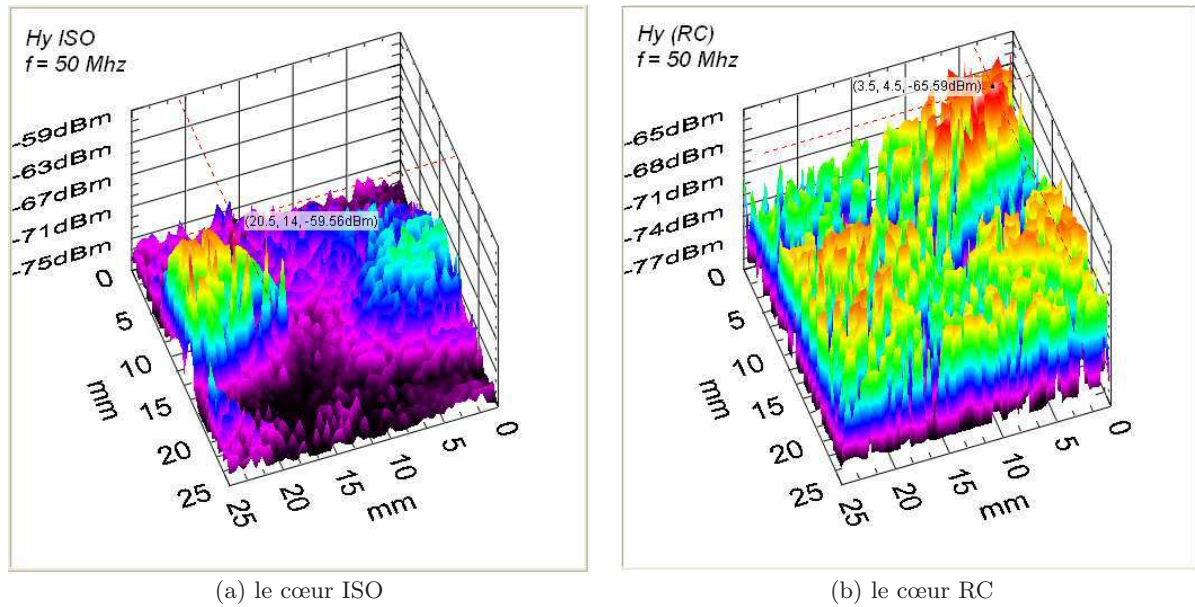 Hy ISO
f = 50 Mhz
-59dBm
-63dBm
-67dBm
-71dBm
-75dBm
(20.5, 14, -59.56dBm)
0
5
10
15
20
25
mm
25
20
15
10
5
0
mm
(a) le cœur ISO
Hy (RC)
f = 50 Mhz
(3.5, 4.5, -65.59dBm)
-65dBm
-68dBm
-71dBm
-74dBm
-77dBm
0
5
10
15
20
25
mm
25
20
15
10
5
0
mm
(b) le cœur RC